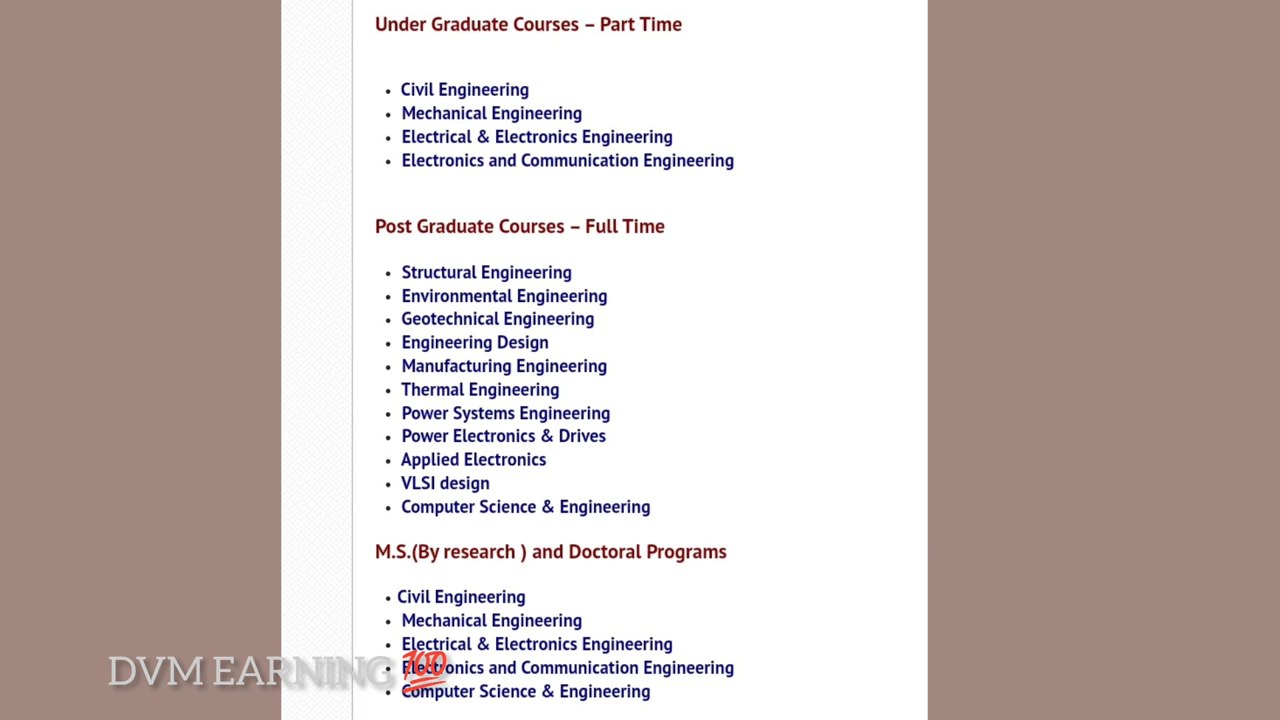 Under Graduate Courses – Part Time
• Civil Engineering
• Mechanical Engineering
• Electrical & Electronics Engineering
• Electronics and Communication Engineering
Post Graduate Courses – Full Time
• Structural Engineering
• Environmental Engineering
• Geotechnical Engineering
• Engineering Design
• Manufacturing Engineering
• Thermal Engineering
• Power Systems Engineering
• Power Electronics & Drives
• Applied Electronics
• VLSI design
• Computer Science & Engineering
M.S.(By research ) and Doctoral Programs
• Civil Engineering
• Mechanical Engineering
• Electrical & Electronics Engineering
• Electronics and Communication Engineering
• Computer Science & Engineering
DVM EARNING 💯